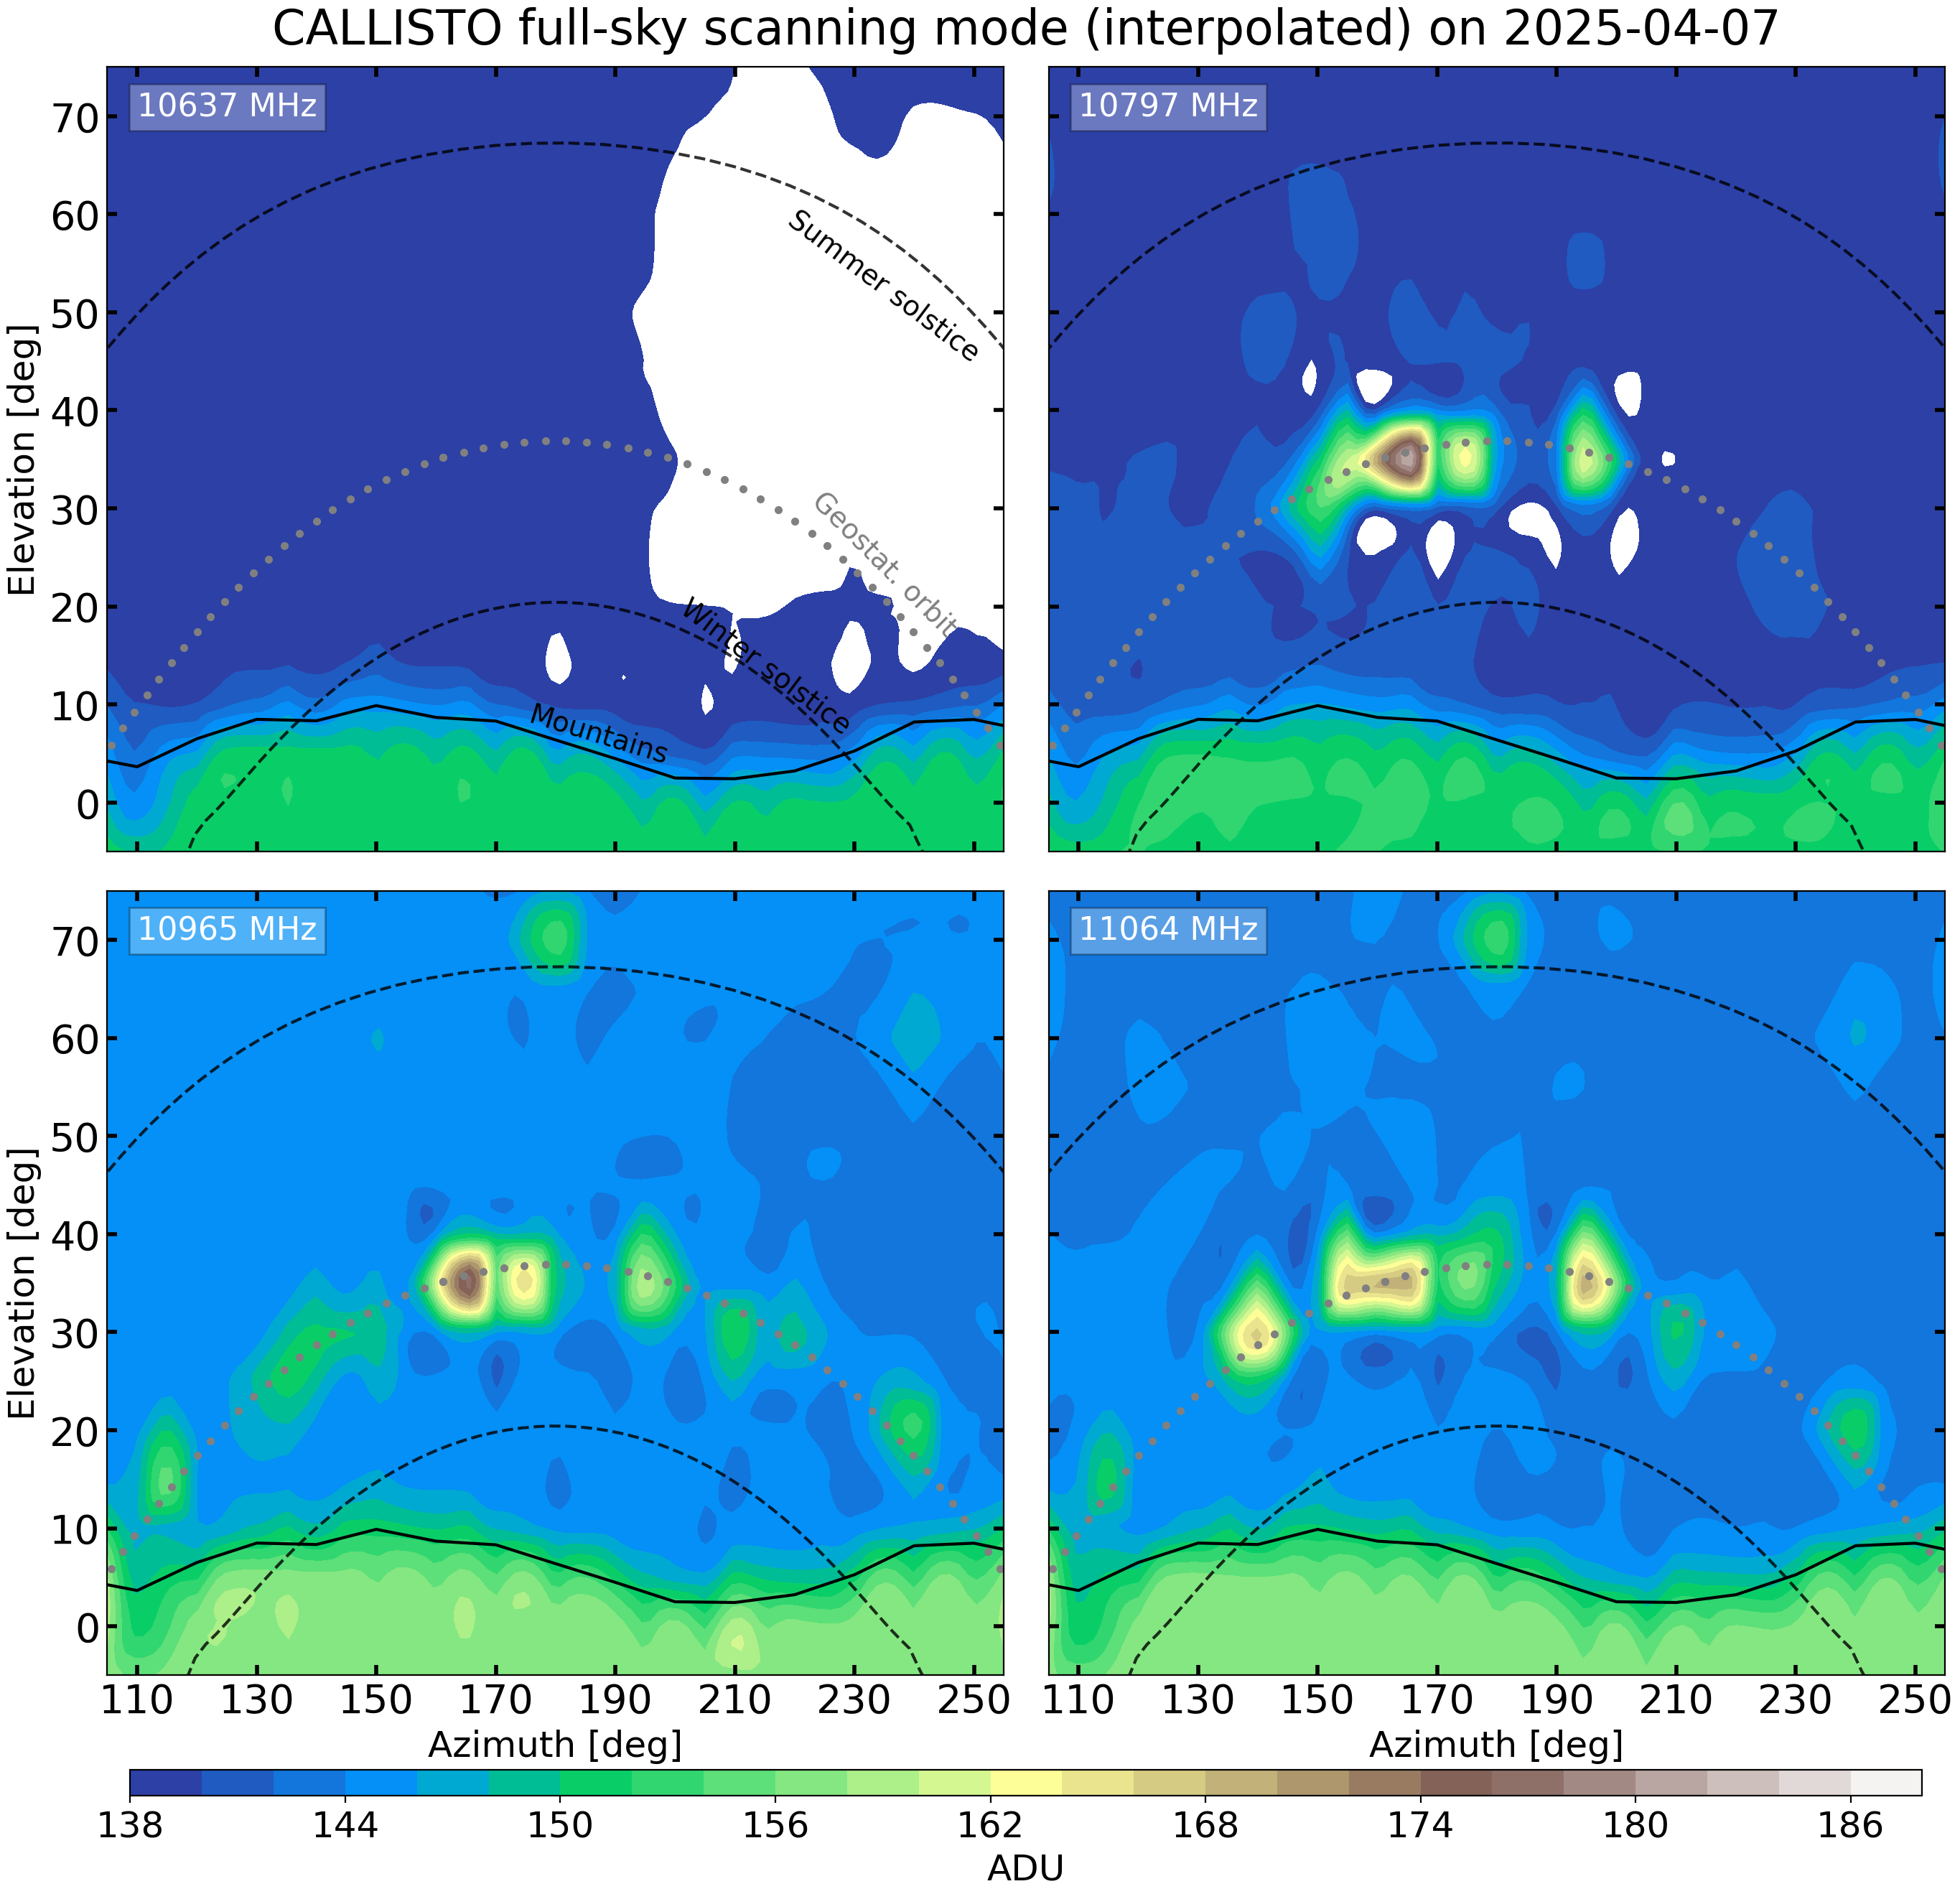 CALLISTO full-sky scanning mode (interpolated) on 2025-04-07
10637 MHz
10797 MHz
70
60
50
40
30
20
10
0
Elevation [deg]
Summer solstice
Geostat. orbit
Winter solstice
Mountains
10965 MHz
11064 MHz
70
60
50
40
30
20
10
0
Elevation [deg]
110 130 150 170 190 210 230 250
110 130 150 170 190 210 230 250
Azimuth [deg]
Azimuth [deg]
138 144 150 156 162 168 174 180 186
ADU